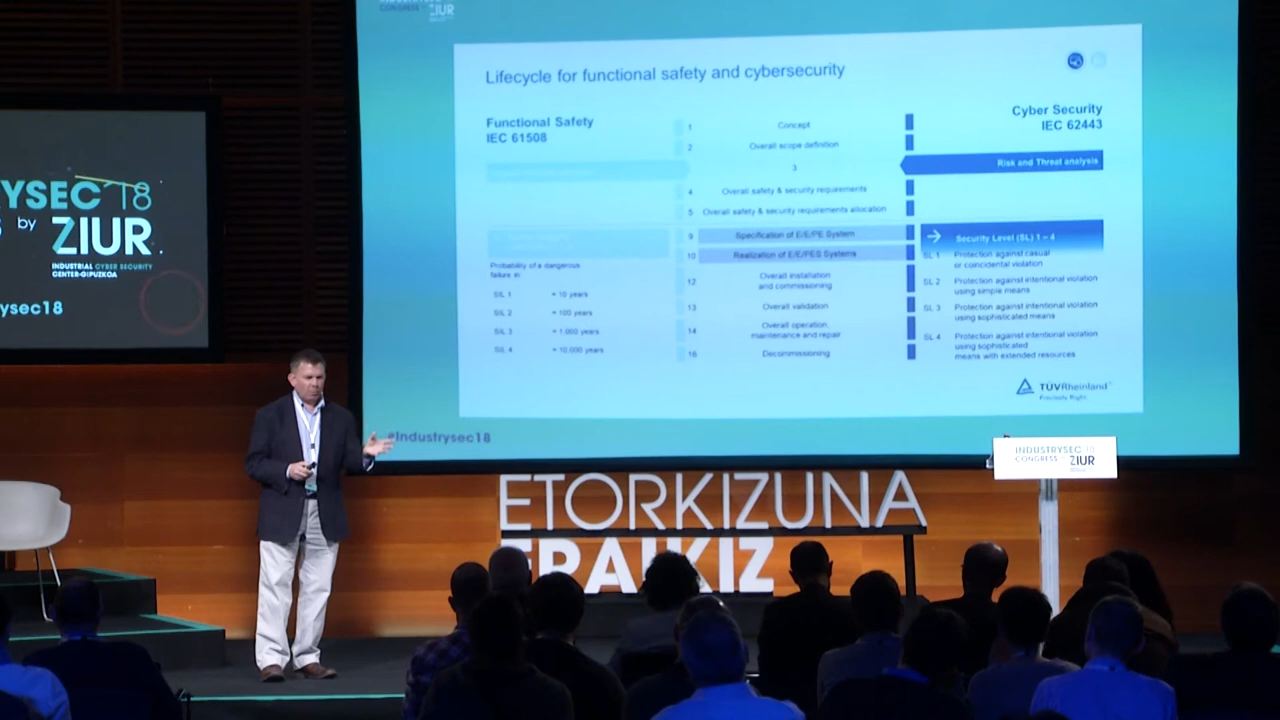 CONGRESS BY ZIUR
YSEC '18
S by ZIUR
INDUSTRIAL CYBER SECURITY
CENTER·GIPUZKOA
ysec18
Lifecycle for functional safety and cybersecurity
Functional Safety
IEC 61508
Cyber Security
IEC 62443
1 Concept
2 Overall scope definition
3
Risk and Threat analysis
4 Overall safety & security requirements
5 Overall safety & security requirements allocation
9 Specification of E/E/PE System
10 Realization of E/E/PES Systems
12 Overall installation
and commissioning
13 Overall validation
14 Overall operation,
maintenance and repair
16 Decommissioning
Probability of a dangerous
failure in:
SIL 1 = 10 years
SIL 2 = 100 years
SIL 3 = 1.000 years
SIL 4 = 10.000 years
Security Level (SL) 1 – 4
SL 1 Protection against casual
or coincidental violation
SL 2 Protection against intentional violation
using simple means
SL 3 Protection against intentional violation
using sophisticated means
SL 4 Protection against intentional violation
using sophisticated
means with extended resources
TÜVRheinland
Precisely Right.
#Industrysec18
INDUSTRYSEC 18
CONGRESS BY ZIUR
ETORKIZUNA
ERAIKIZ